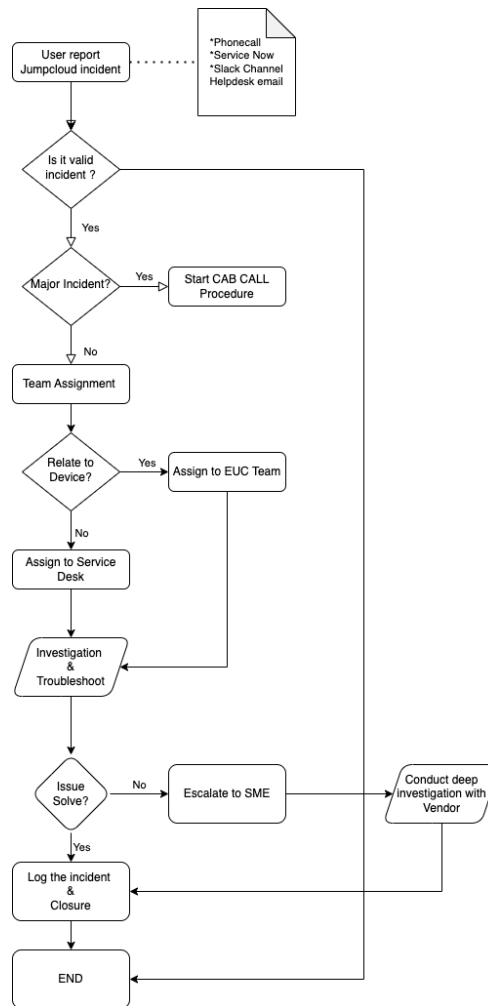 User report
Jumpcloud incident
*Phonecall
*Service Now
*Slack Channel
Helpdesk email
Is it valid
incident ?
Yes
Major Incident?
Yes
Start CAB CALL
Procedure
No
Team Assignment
Relate to
Device?
Yes
Assign to EUC Team
No
Assign to Service
Desk
Investigation
&
Troubleshoot
Issue
Solve?
No
Escalate to SME
Conduct deep
investigation with
Vendor
Yes
Log the incident
&
Closure
END